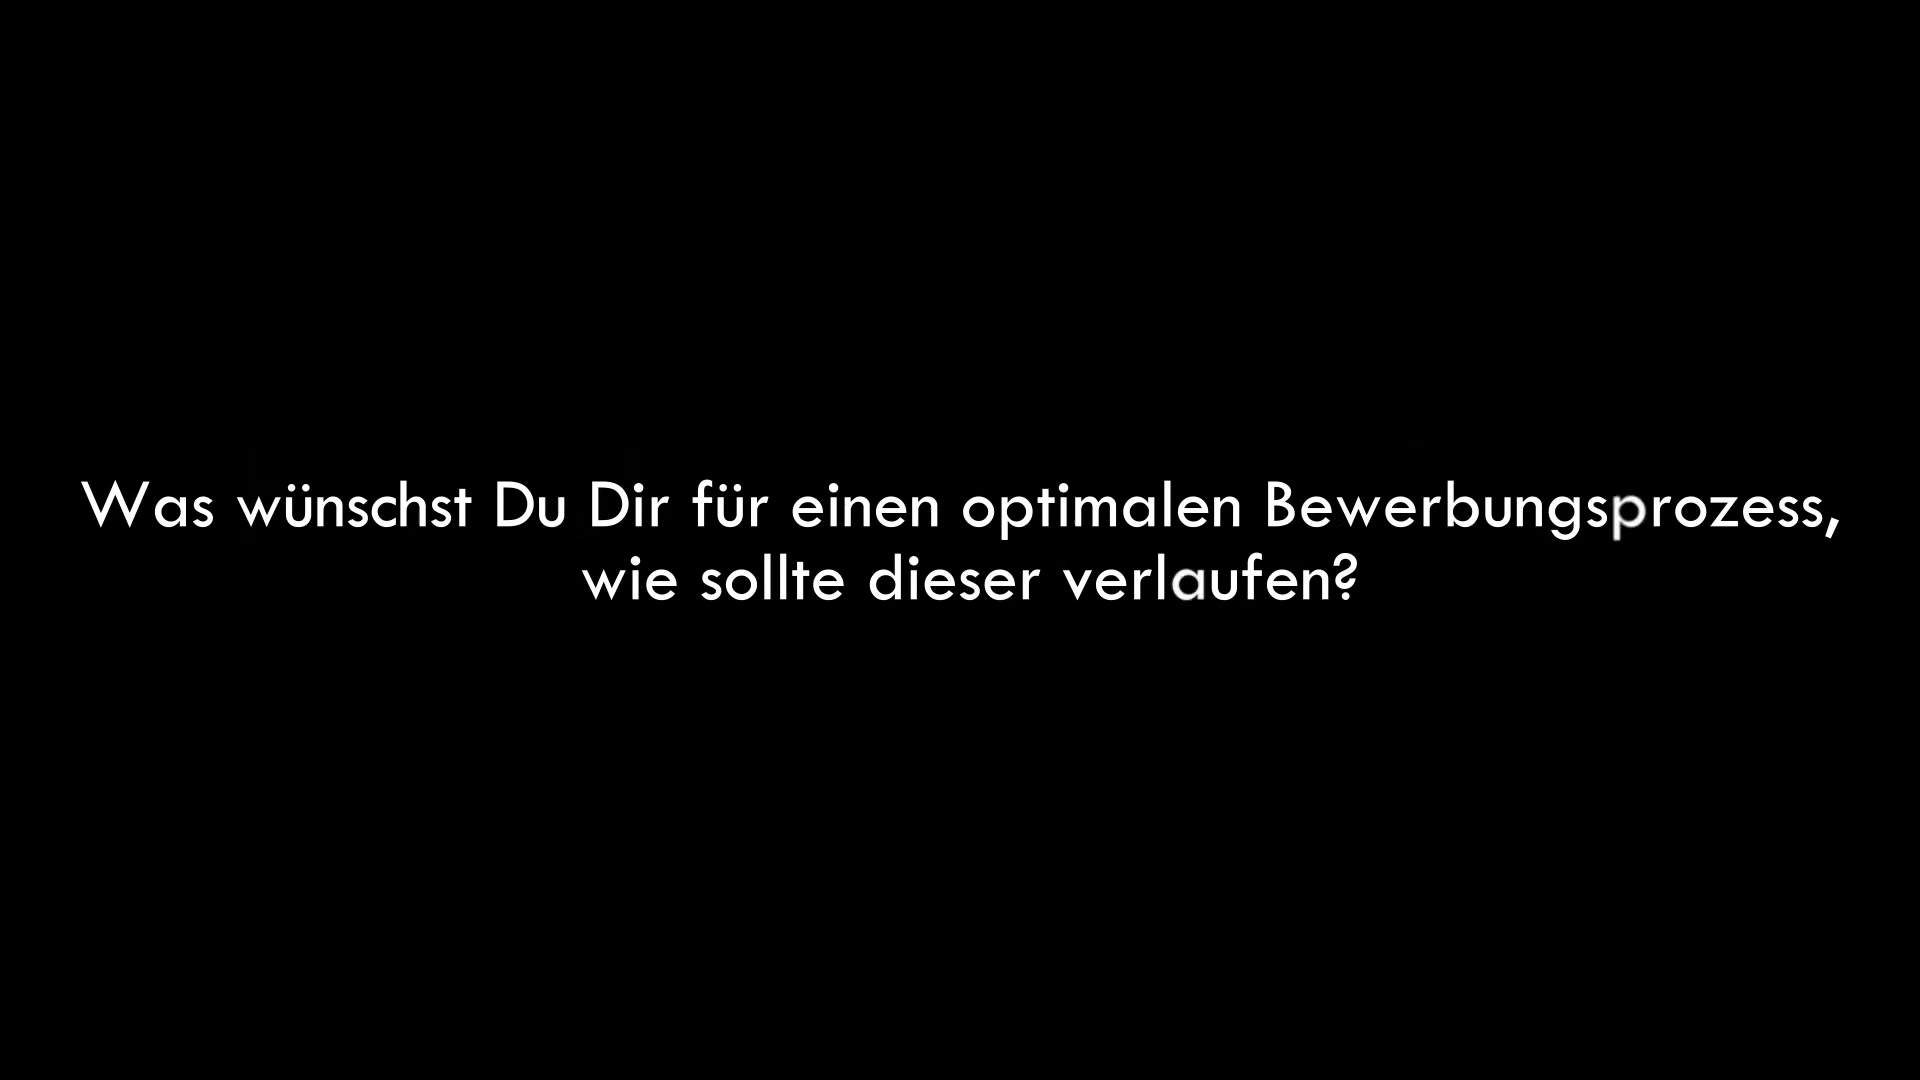 Was wünschst Du Dir für einen optimalen Bewerbungsprozess,
wie sollte dieser verlaufen?